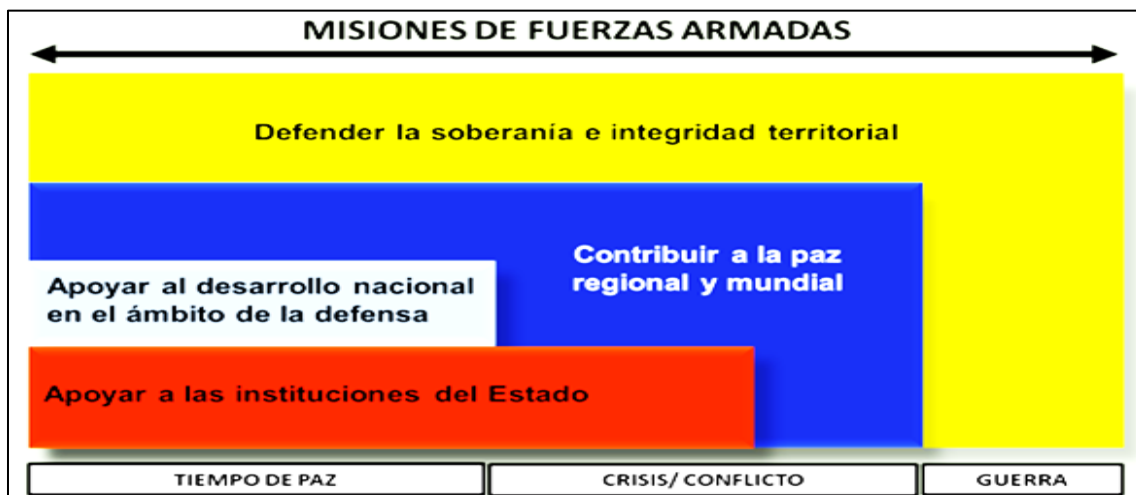 MISIONES DE FUERZAS ARMADAS
Defender la soberanía e integridad territorial
Contribuir a la paz
regional y mundial
Apoyar al desarrollo nacional
en el ámbito de la defensa
Apoyar a las instituciones del Estado
TIEMPO DE PAZ
CRISIS/ CONFLICTO
GUERRA